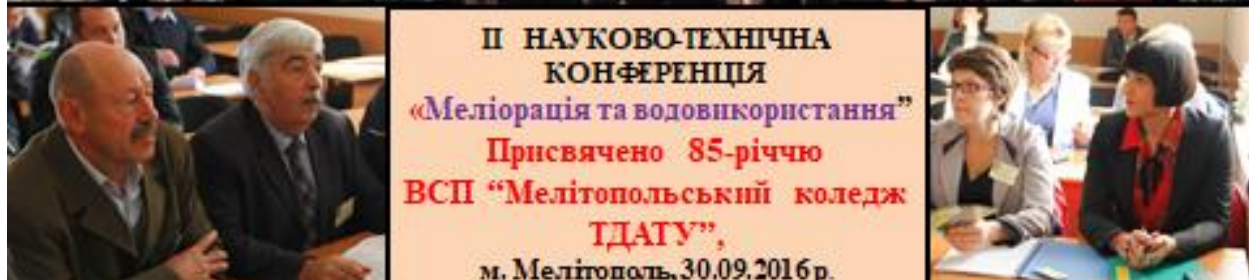 ІІ НАУКОВО-ТЕХНІЧНА
КОНФЕРЕНЦІЯ
«Меліорація та водовикористання”
Присвячено 85-річчю
ВСП “Мелітопольський коледж
ТДАТУ”,
м. Мелітополь, 30.09.2016 р.